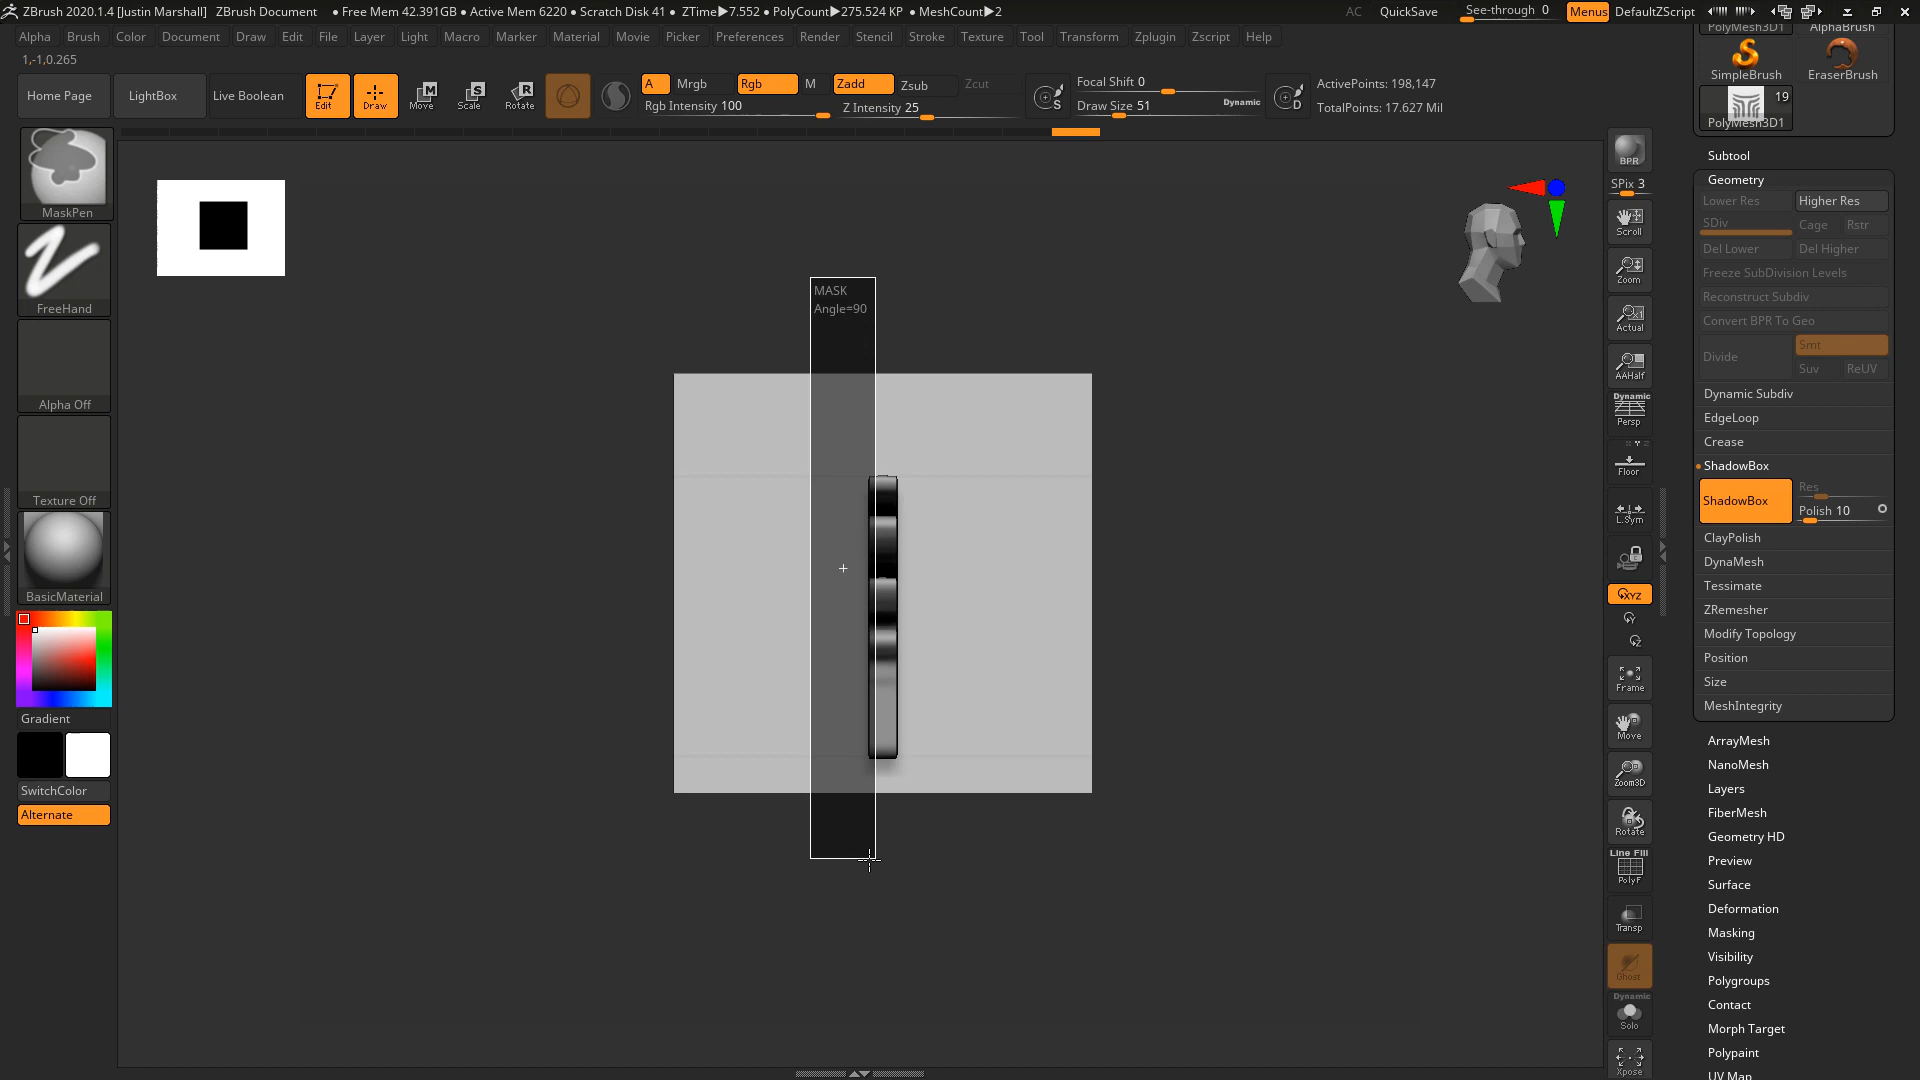 ZBrush 2020.1.4 [Justin Marshall] ZBrush Document ● Free Mem 42.391GB ● Active Mem 6220 ● Scratch Disk 41 ● ZTime▶7.552 ● PolyCount▶275.524 KP ● MeshCount▶2 AC QuickSave See-through 0 Menus DefaultZScript
Alpha Brush Color Document Draw Edit File Layer Light Macro Marker Material Movie Picker Preferences Render Stencil Stroke Texture Tool Transform Zplugin Zscript Help
1,-1,0.265
Home Page LightBox Live Boolean Edit Draw Move Scale Rotate
A Mrgb Rgb M Zadd Zsub Zcut
Rgb Intensity 100 Z Intensity 25
Focal Shift 0
Draw Size 51 Dynamic
ActivePoints: 198,147
TotalPoints: 17.627 Mil
MaskPen
FreeHand
Alpha Off
Texture Off
BasicMaterial
Gradient
SwitchColor
Alternate
MASK
Angle=90
BPR
SPix 3
Scroll
Zoom
Actual
AAHalf
Dynamic
Persp
Floor
L.Sym
XYZ
Y
Z
Frame
Move
Zoom3D
Rotate
Line Fill
PolyF
Transp
Ghost
Dynamic
Solo
Xpose
PolyMesh3D1 AlphaBrush
SimpleBrush EraserBrush
19
PolyMesh3D1
Subtool
Geometry
Lower Res Higher Res
SDiv Cage Rstr
Del Lower Del Higher
Freeze SubDivision Levels
Reconstruct Subdiv
Convert BPR To Geo
Divide Smt
Suv ReUV
Dynamic Subdiv
EdgeLoop
Crease
ShadowBox
ShadowBox Res
Polish 10
ClayPolish
DynaMesh
Tessimate
ZRemesher
Modify Topology
Position
Size
MeshIntegrity
ArrayMesh
NanoMesh
Layers
FiberMesh
Geometry HD
Preview
Surface
Deformation
Masking
Visibility
Polygroups
Contact
Morph Target
Polypaint
UV Map